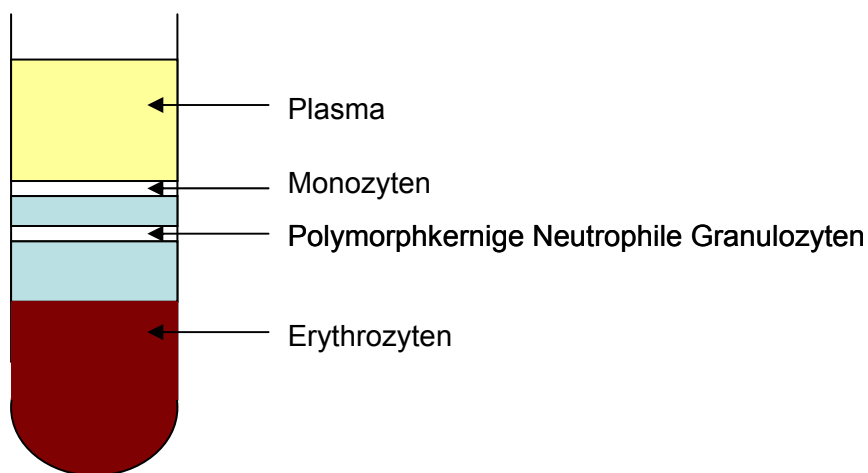 Plasma
Monozyten
Polymorphkernige Neutrophile Granulozyten
Erythrozyten